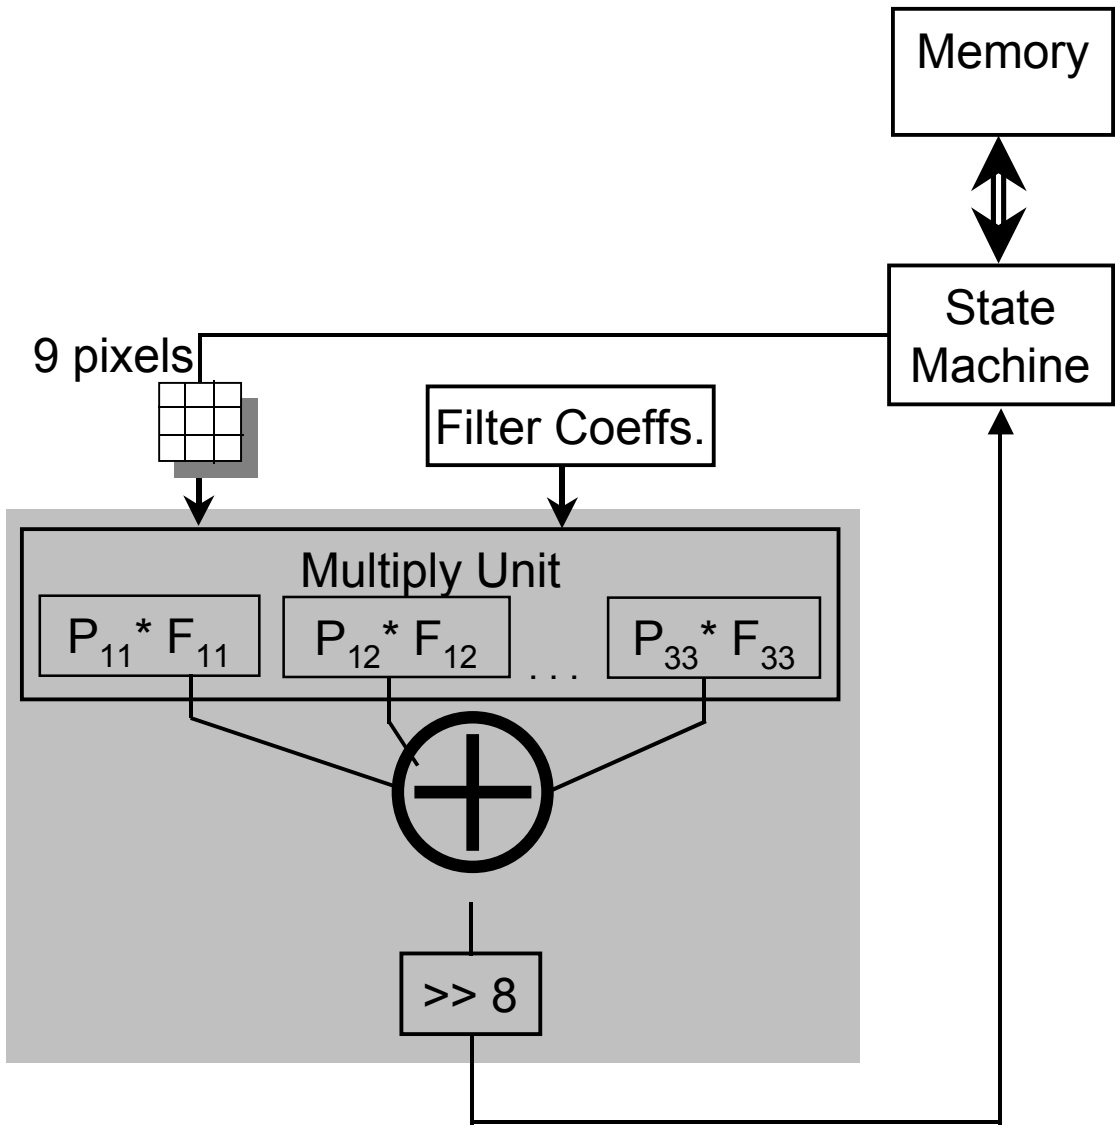 Memory
State
Machine
9 pixels
Filter Coeffs.
Multiply Unit
P₁₁* F₁₁
P₁₂* F₁₂
. . .
P₃₃* F₃₃
>> 8